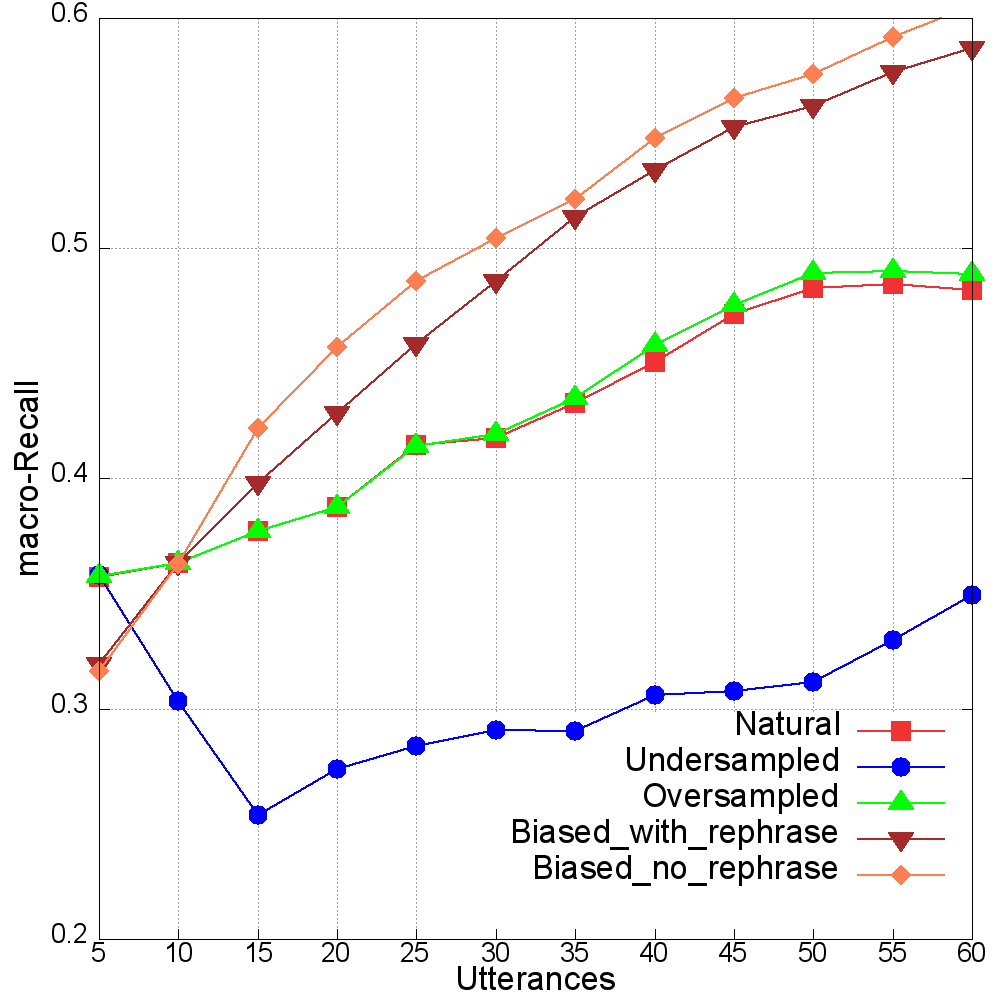 0.6
0.5
0.4
0.3
0.2
macro-Recall
Natural
Undersampled
Oversampled
Biased_with_rephrase
Biased_no_rephrase
5 10 15 20 25 30 35 40 45 50 55 60
Utterances